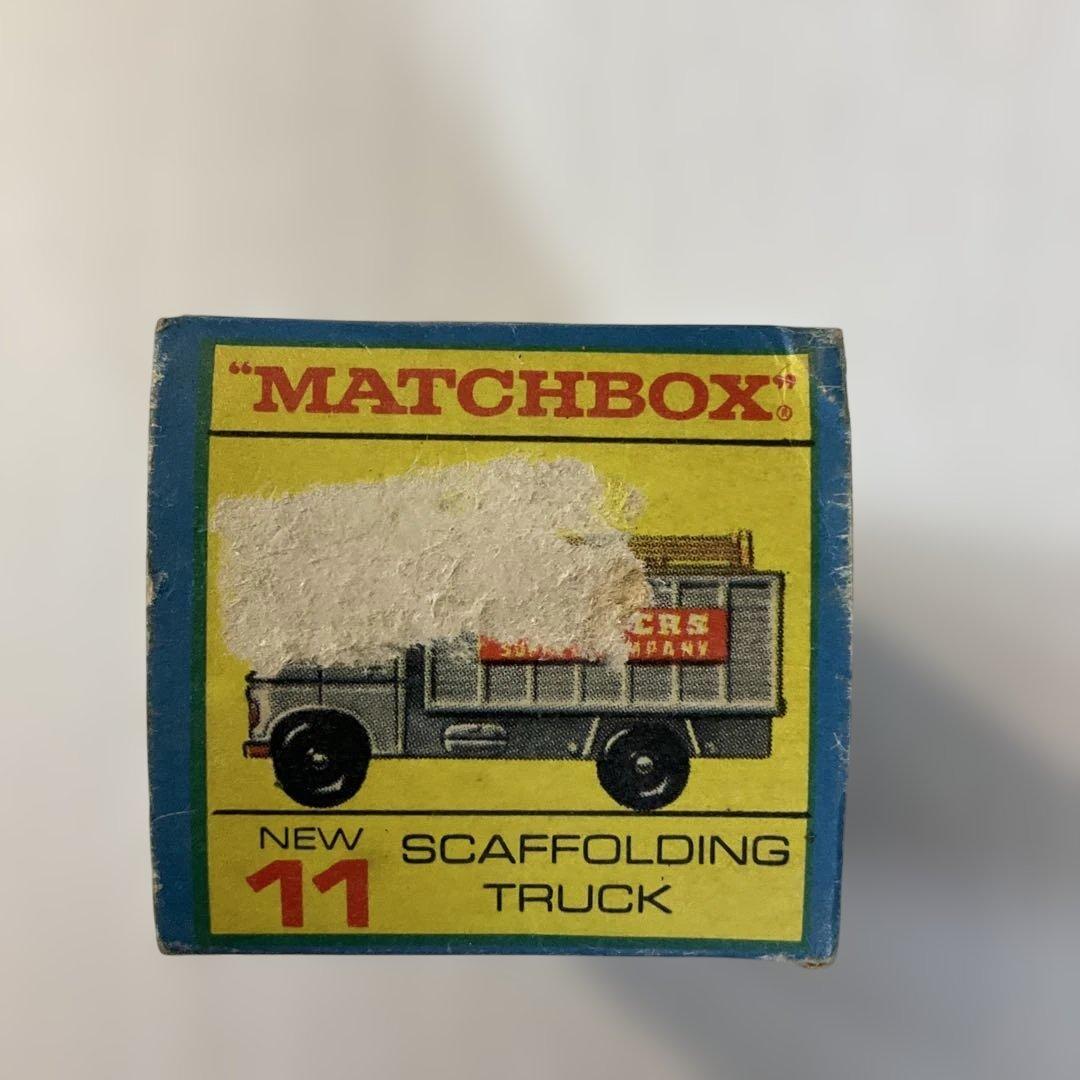 "MATCHBOX"®
NEW
11
SCAFFOLDING
TRUCK